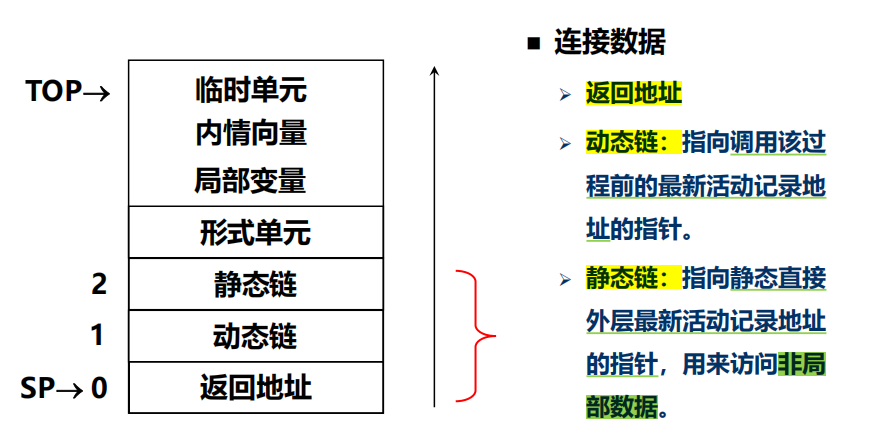 TOP→
临时单元
内情向量
局部变量
形式单元
2
静态链
1
动态链
SP→ 0
返回地址
■ 连接数据
➢ 返回地址
➢ 动态链：指向调用该过
程前的最新活动记录地
址的指针。
➢ 静态链：指向静态直接
外层最新活动记录地址
的指针，用来访问非局
部数据。